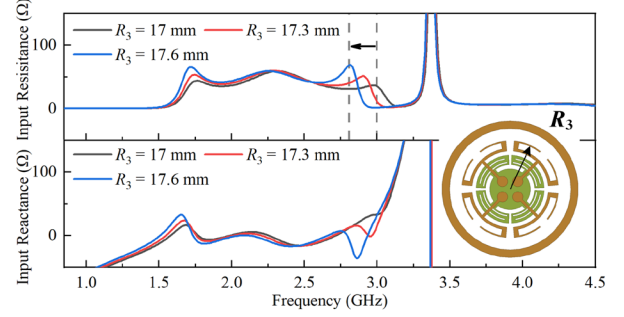 Input Resisitance (Ω)
100
50
0
R3 = 17 mm
R3 = 17.3 mm
R3 = 17.6 mm
Input Reactance (Ω)
100
50
0
R3 = 17 mm
R3 = 17.3 mm
R3 = 17.6 mm
R3
1.0 1.5 2.0 2.5 3.0 3.5 4.0 4.5
Frequency (GHz)